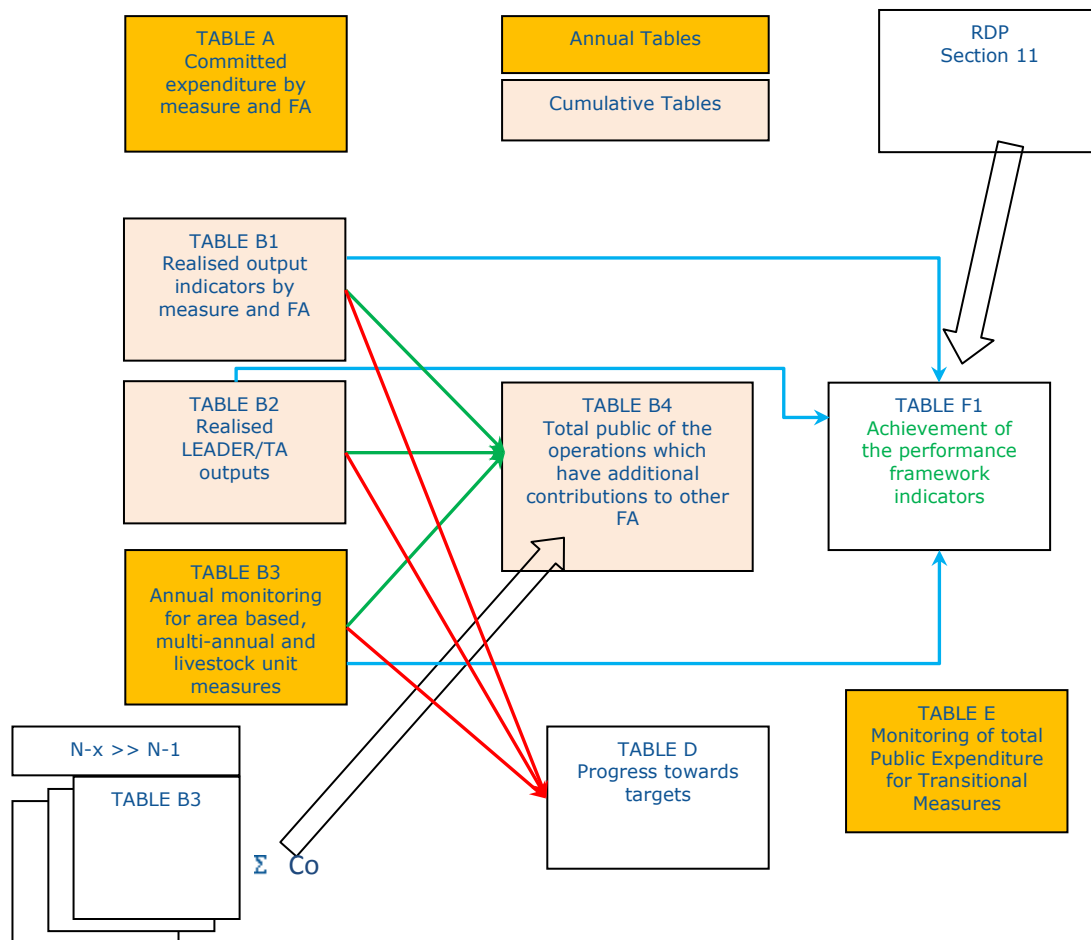 TABLE A
Committed
expenditure by
measure and FA
Annual Tables
Cumulative Tables
RDP
Section 11
TABLE B1
Realised output
indicators by
measure and FA
TABLE B2
Realised
LEADER/TA
outputs
TABLE B4
Total public of the
operations which
have additional
contributions to other
FA
TABLE F1
Achievement of
the performance
framework
indicators
TABLE B3
Annual monitoring
for area based,
multi-annual and
livestock unit
measures
N-x >> N-1
TABLE B3
Σ Co
TABLE D
Progress towards
targets
TABLE E
Monitoring of total
Public Expenditure
for Transitional
Measures